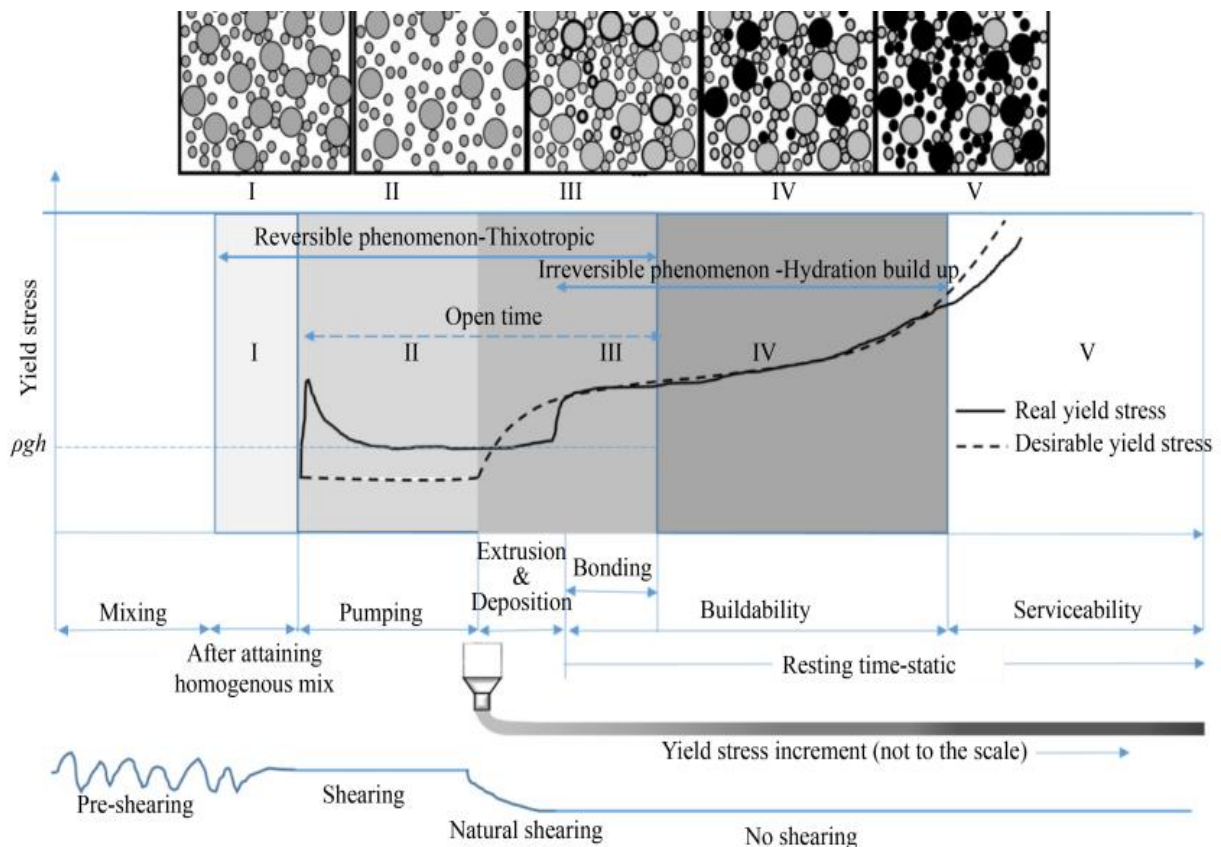 I II III IV V
Reversible phenomenon-Thixotropic
Irreversible phenomenon -Hydration build up
Open time
I II III IV V
Yield stress
ρgh
Real yield stress
Desirable yield stress
Extrusion
&
Deposition
Bonding
Mixing
Pumping
Buildability
Serviceability
After attaining
homogenous mix
Resting time-static
Yield stress increment (not to the scale)
Pre-shearing
Shearing
Natural shearing
No shearing